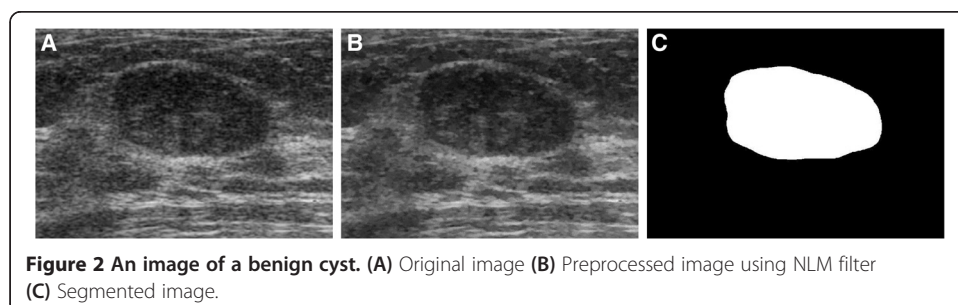 A B C
Figure 2 An image of a benign cyst. (A) Original image (B) Preprocessed image using NLM filter
(C) Segmented image.